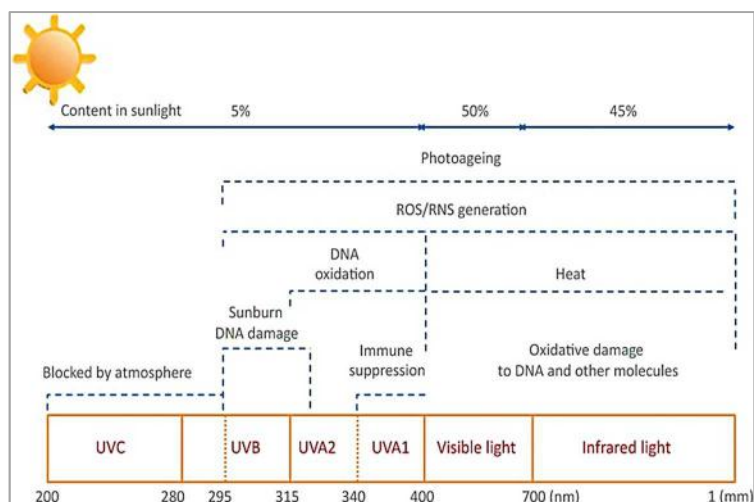 Content in sunlight 5% 50% 45%
Photoageing
ROS/RNS generation
DNA
oxidation
Heat
Sunburn
DNA damage
Immune
suppression
Oxidative damage
to DNA and other molecules
Blocked by atmosphere
UVC UVB UVA2 UVA1 Visible light Infrared light
200 280 295 315 340 400 700 (nm) 1 (mm)